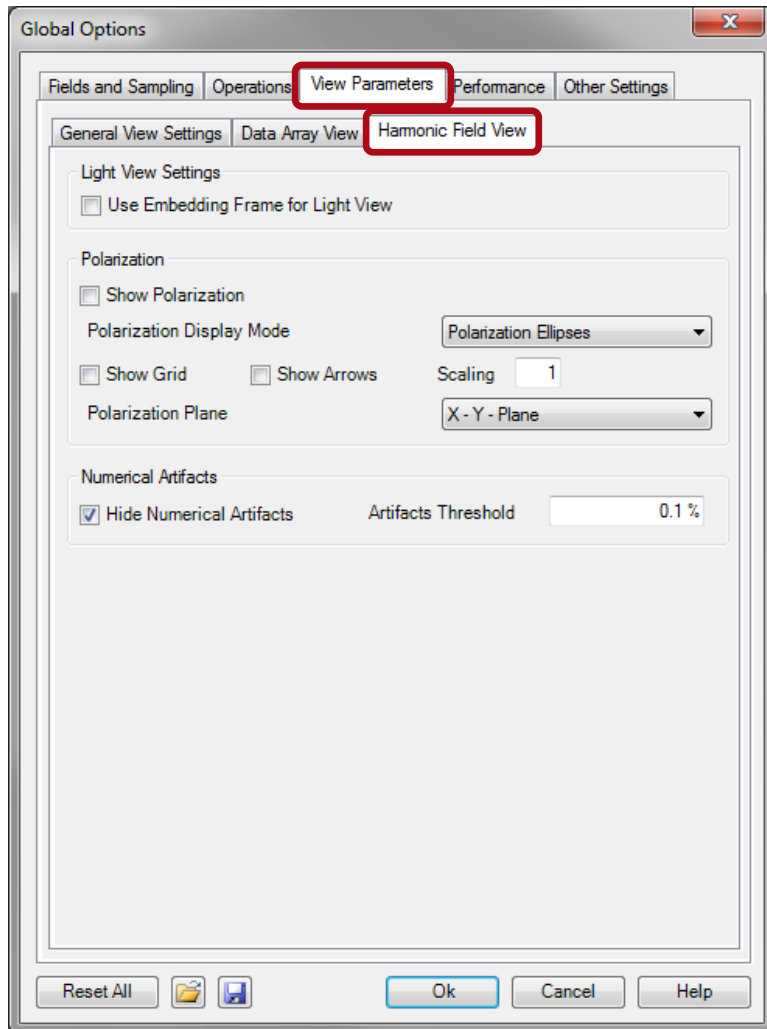 Global Options
Fields and Sampling Operations View Parameters Performance Other Settings
General View Settings Data Array View Harmonic Field View
Light View Settings
Use Embedding Frame for Light View
Polarization
Show Polarization
Polarization Display Mode Polarization Ellipses
Show Grid Show Arrows Scaling 1
Polarization Plane X - Y - Plane
Numerical Artifacts
Hide Numerical Artifacts Artifacts Threshold 0.1 %
Reset All Ok Cancel Help